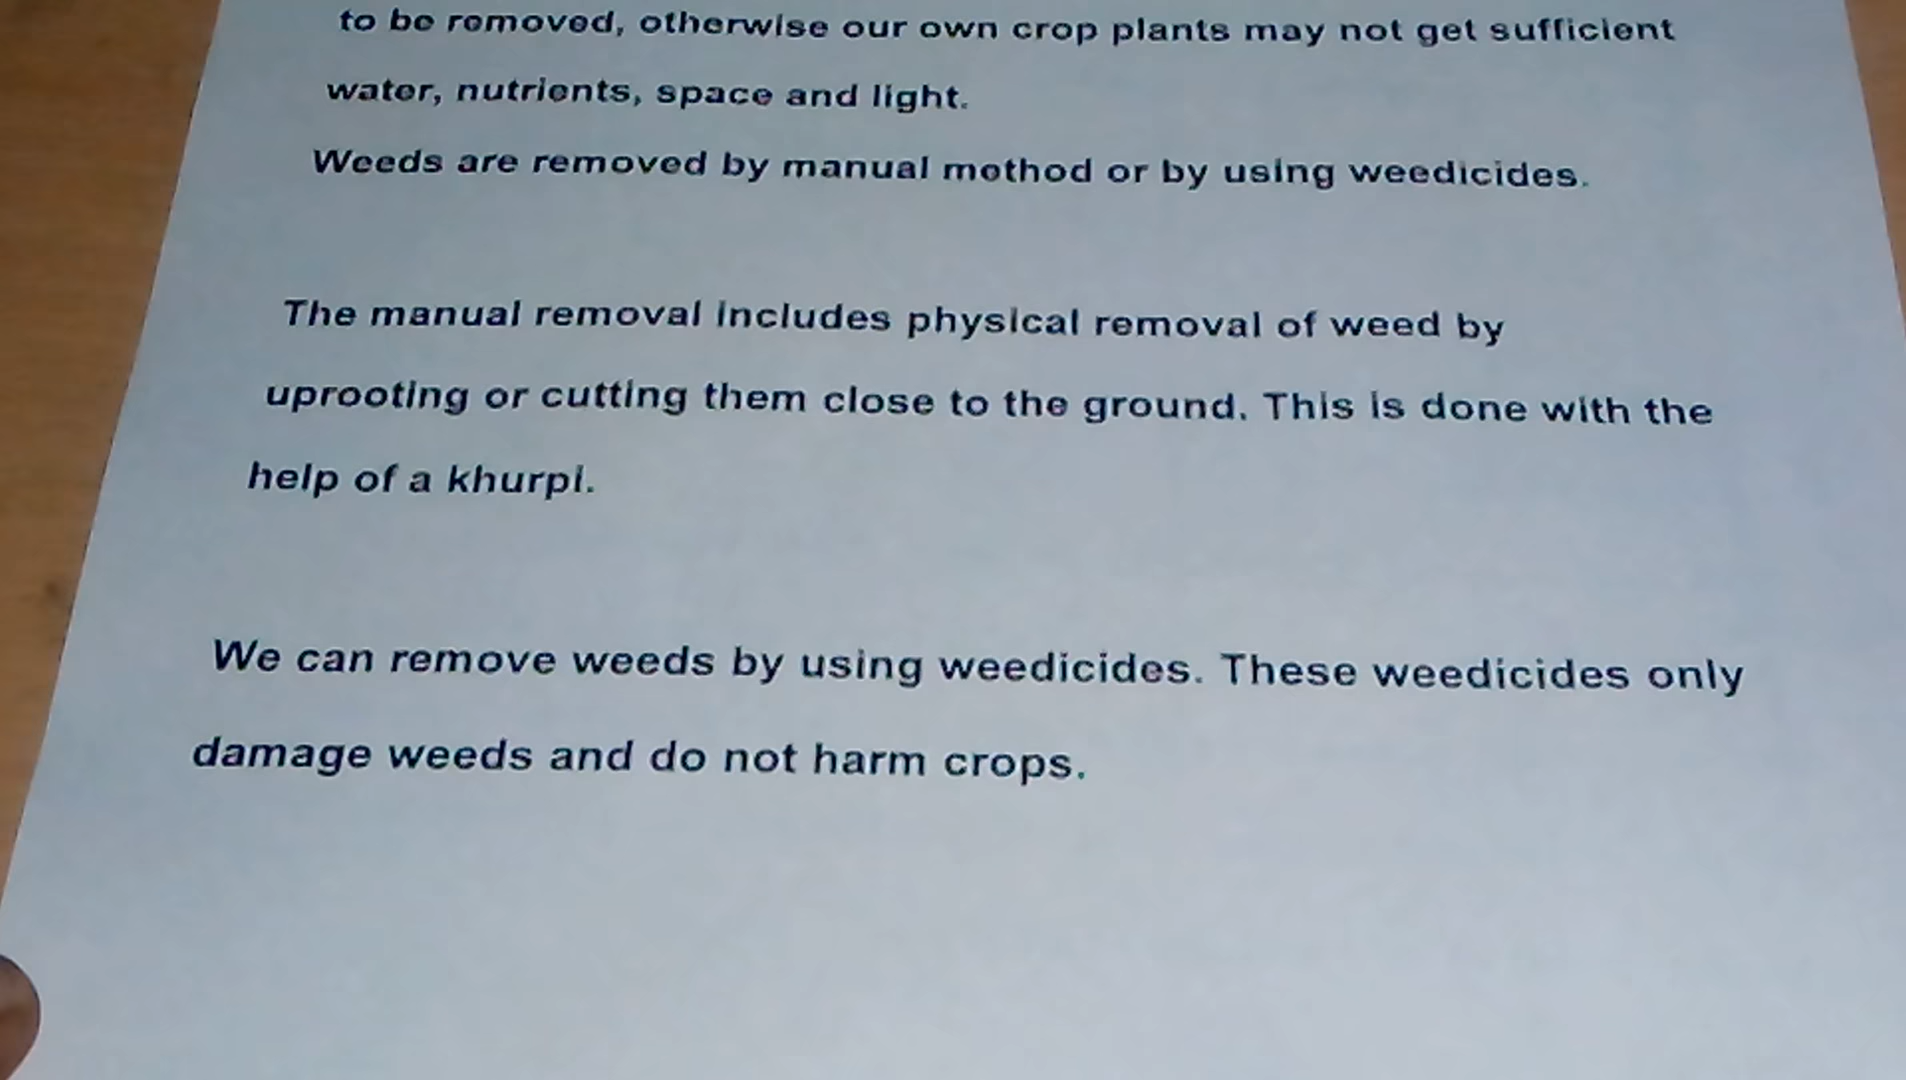 to be removed, otherwise our own crop plants may not get sufficient
water, nutrients, space and light.
Weeds are removed by manual method or by using weedicides.
The manual removal includes physical removal of weed by
uprooting or cutting them close to the ground. This is done with the
help of a khurpi.
We can remove weeds by using weedicides. These weedicides only
damage weeds and do not harm crops.